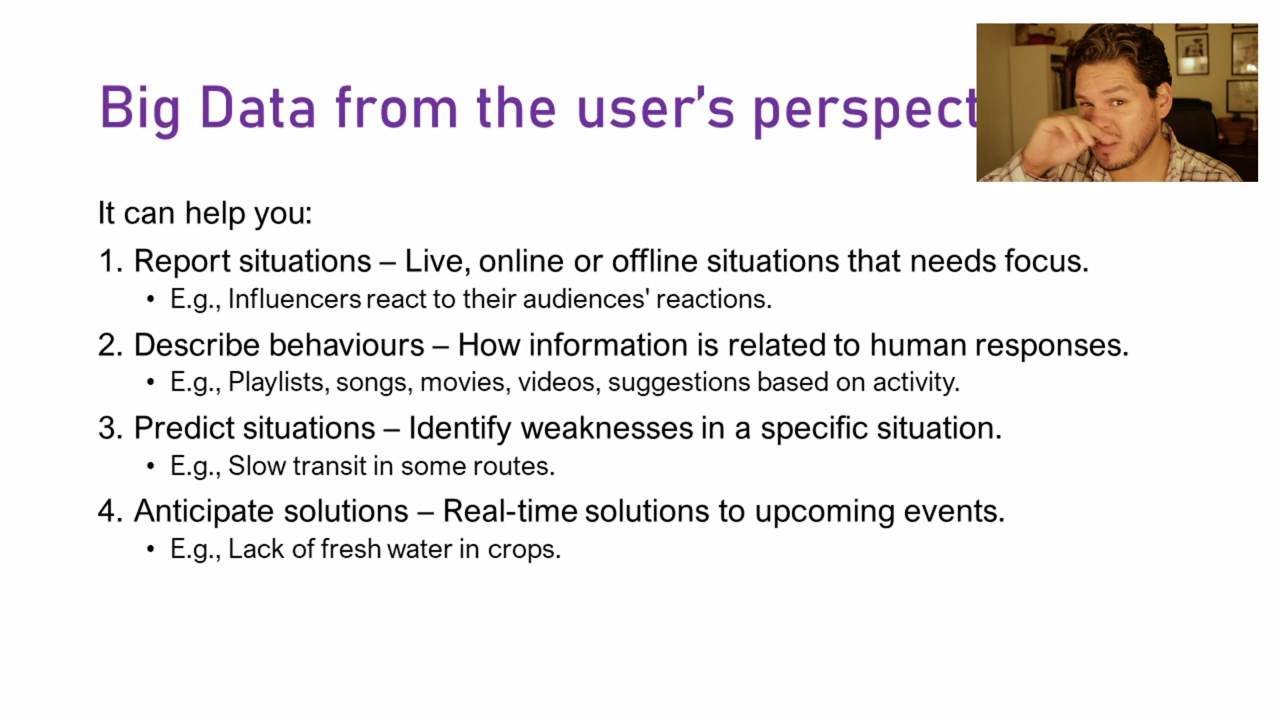 Big Data from the user’s perspect
It can help you:
1. Report situations – Live, online or offline situations that needs focus.
• E.g., Influencers react to their audiences' reactions.
2. Describe behaviours – How information is related to human responses.
• E.g., Playlists, songs, movies, videos, suggestions based on activity.
3. Predict situations – Identify weaknesses in a specific situation.
• E.g., Slow transit in some routes.
4. Anticipate solutions – Real-time solutions to upcoming events.
• E.g., Lack of fresh water in crops.